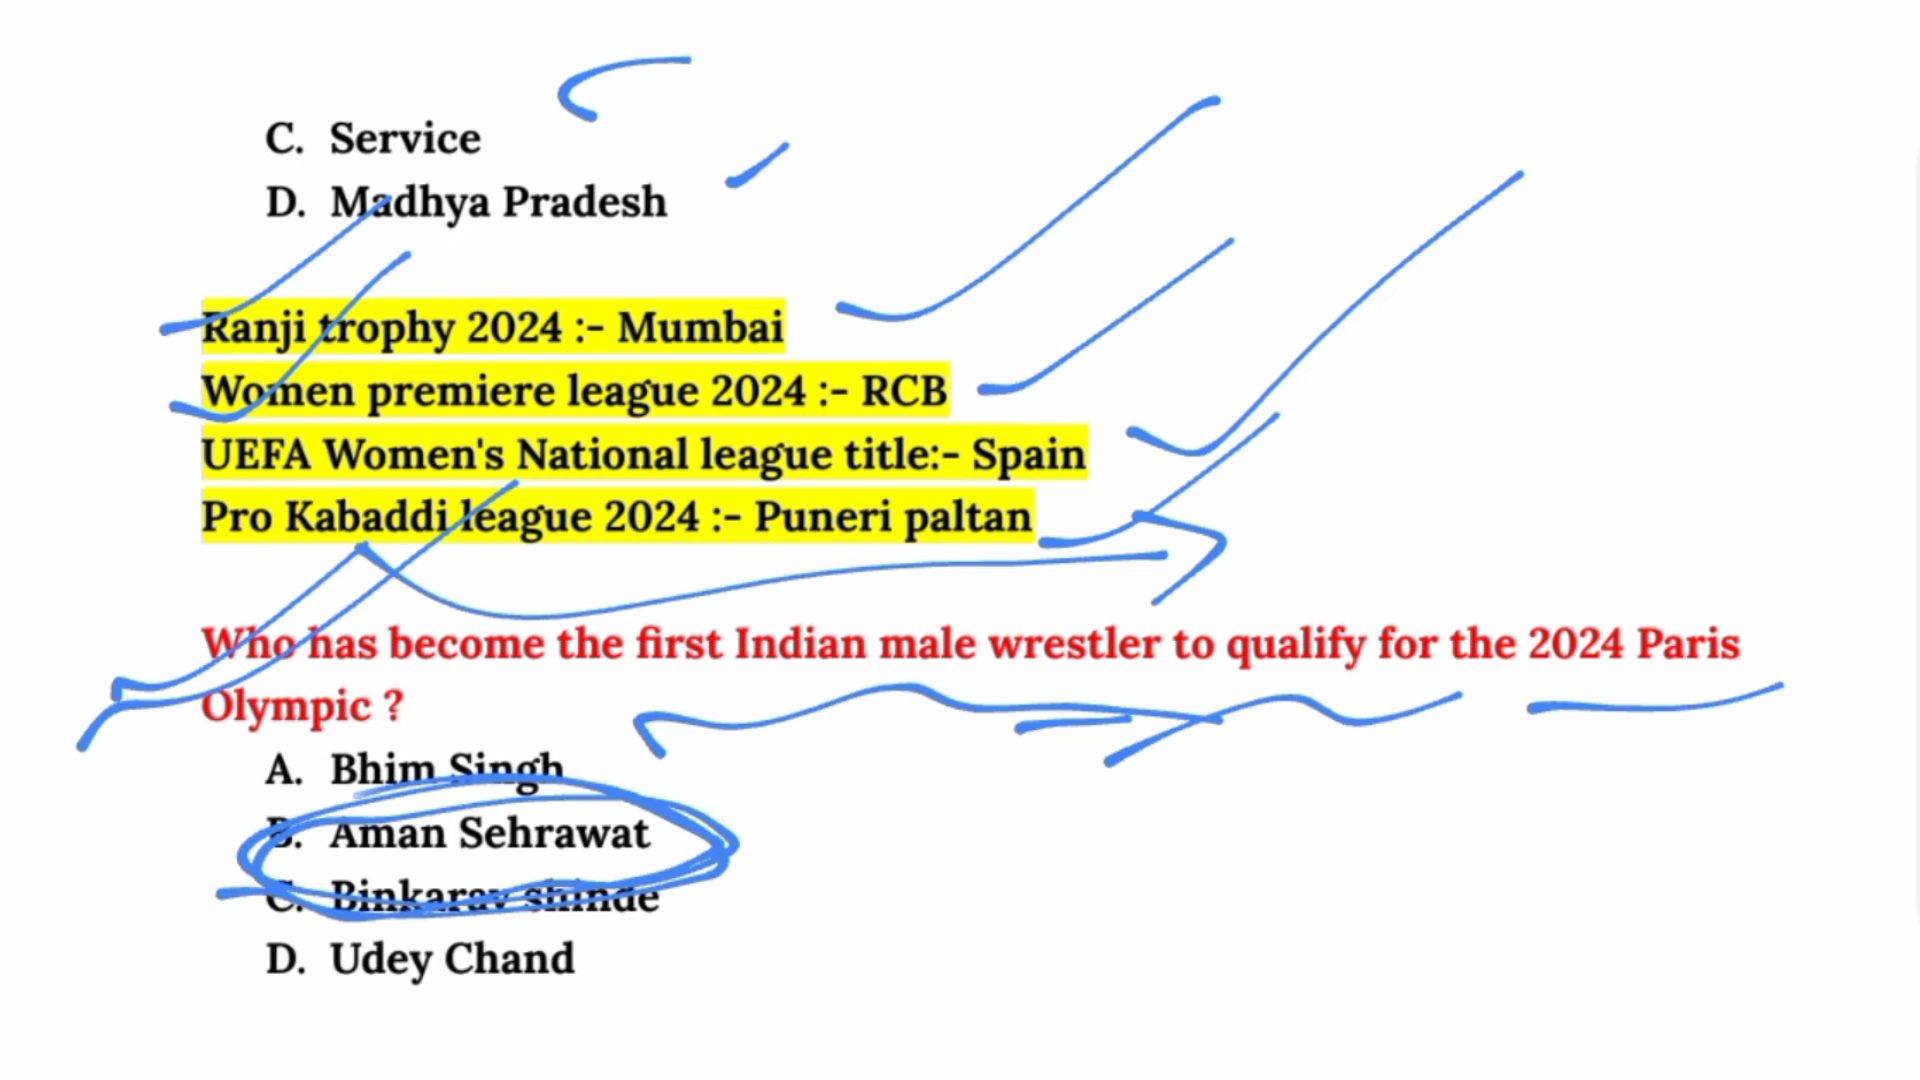 C. Service
D. Madhya Pradesh
Ranji trophy 2024 :- Mumbai
Women premiere league 2024 :- RCB
UEFA Women's National league title:- Spain
Pro Kabaddi league 2024 :- Puneri paltan
Who has become the first Indian male wrestler to qualify for the 2024 Paris
Olympic ?
A. Bhim Singh
B. Aman Sehrawat
C. Binkarav shinde
D. Udey Chand